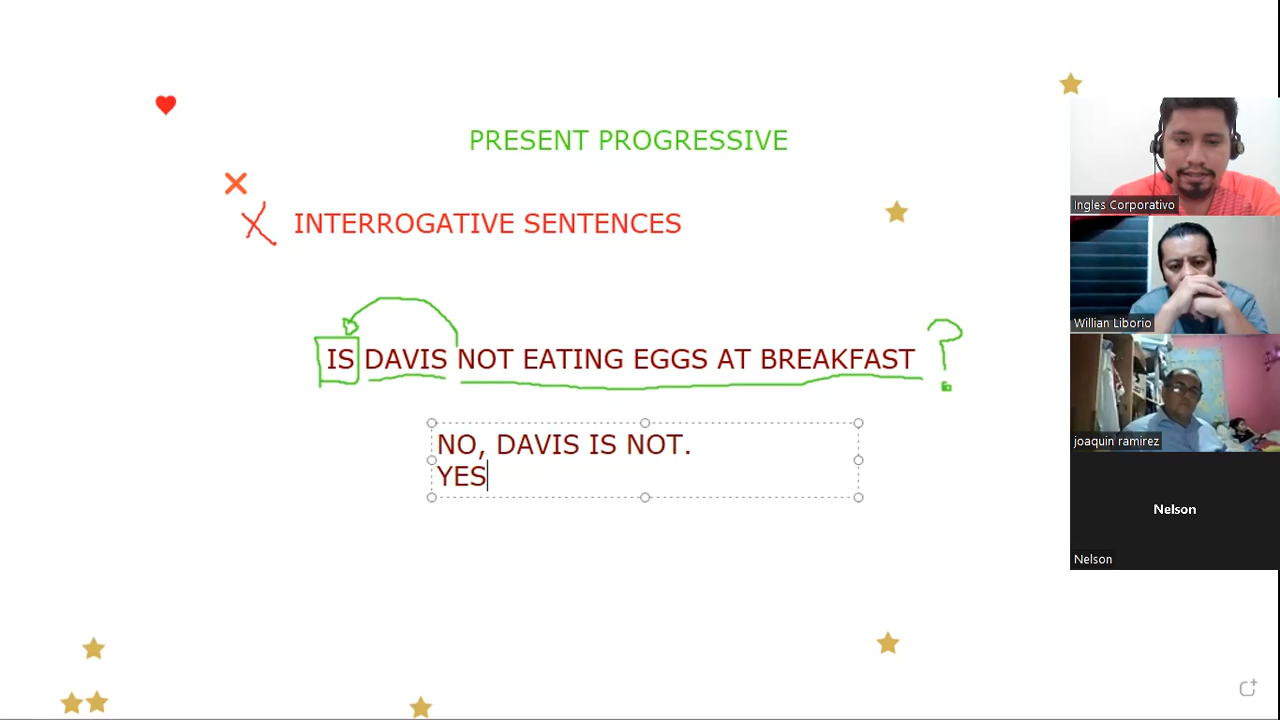 PRESENT PROGRESSIVE
X INTERROGATIVE SENTENCES
IS DAVIS NOT EATING EGGS AT BREAKFAST ?
NO, DAVIS IS NOT.
YES
Ingles Corporativo
Willian Liborio
joaquin ramirez
Nelson
Nelson